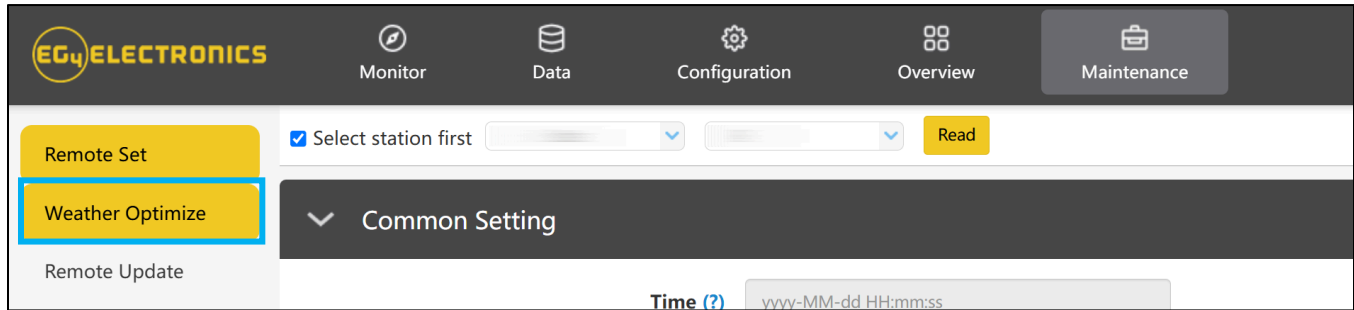 EG4 ELECTRONICS
Monitor
Data
Configuration
Overview
Maintenance
Remote Set
Weather Optimize
Remote Update
Select station first
Read
Common Setting
Time (?)
yyyy-MM-dd HH:mm:ss